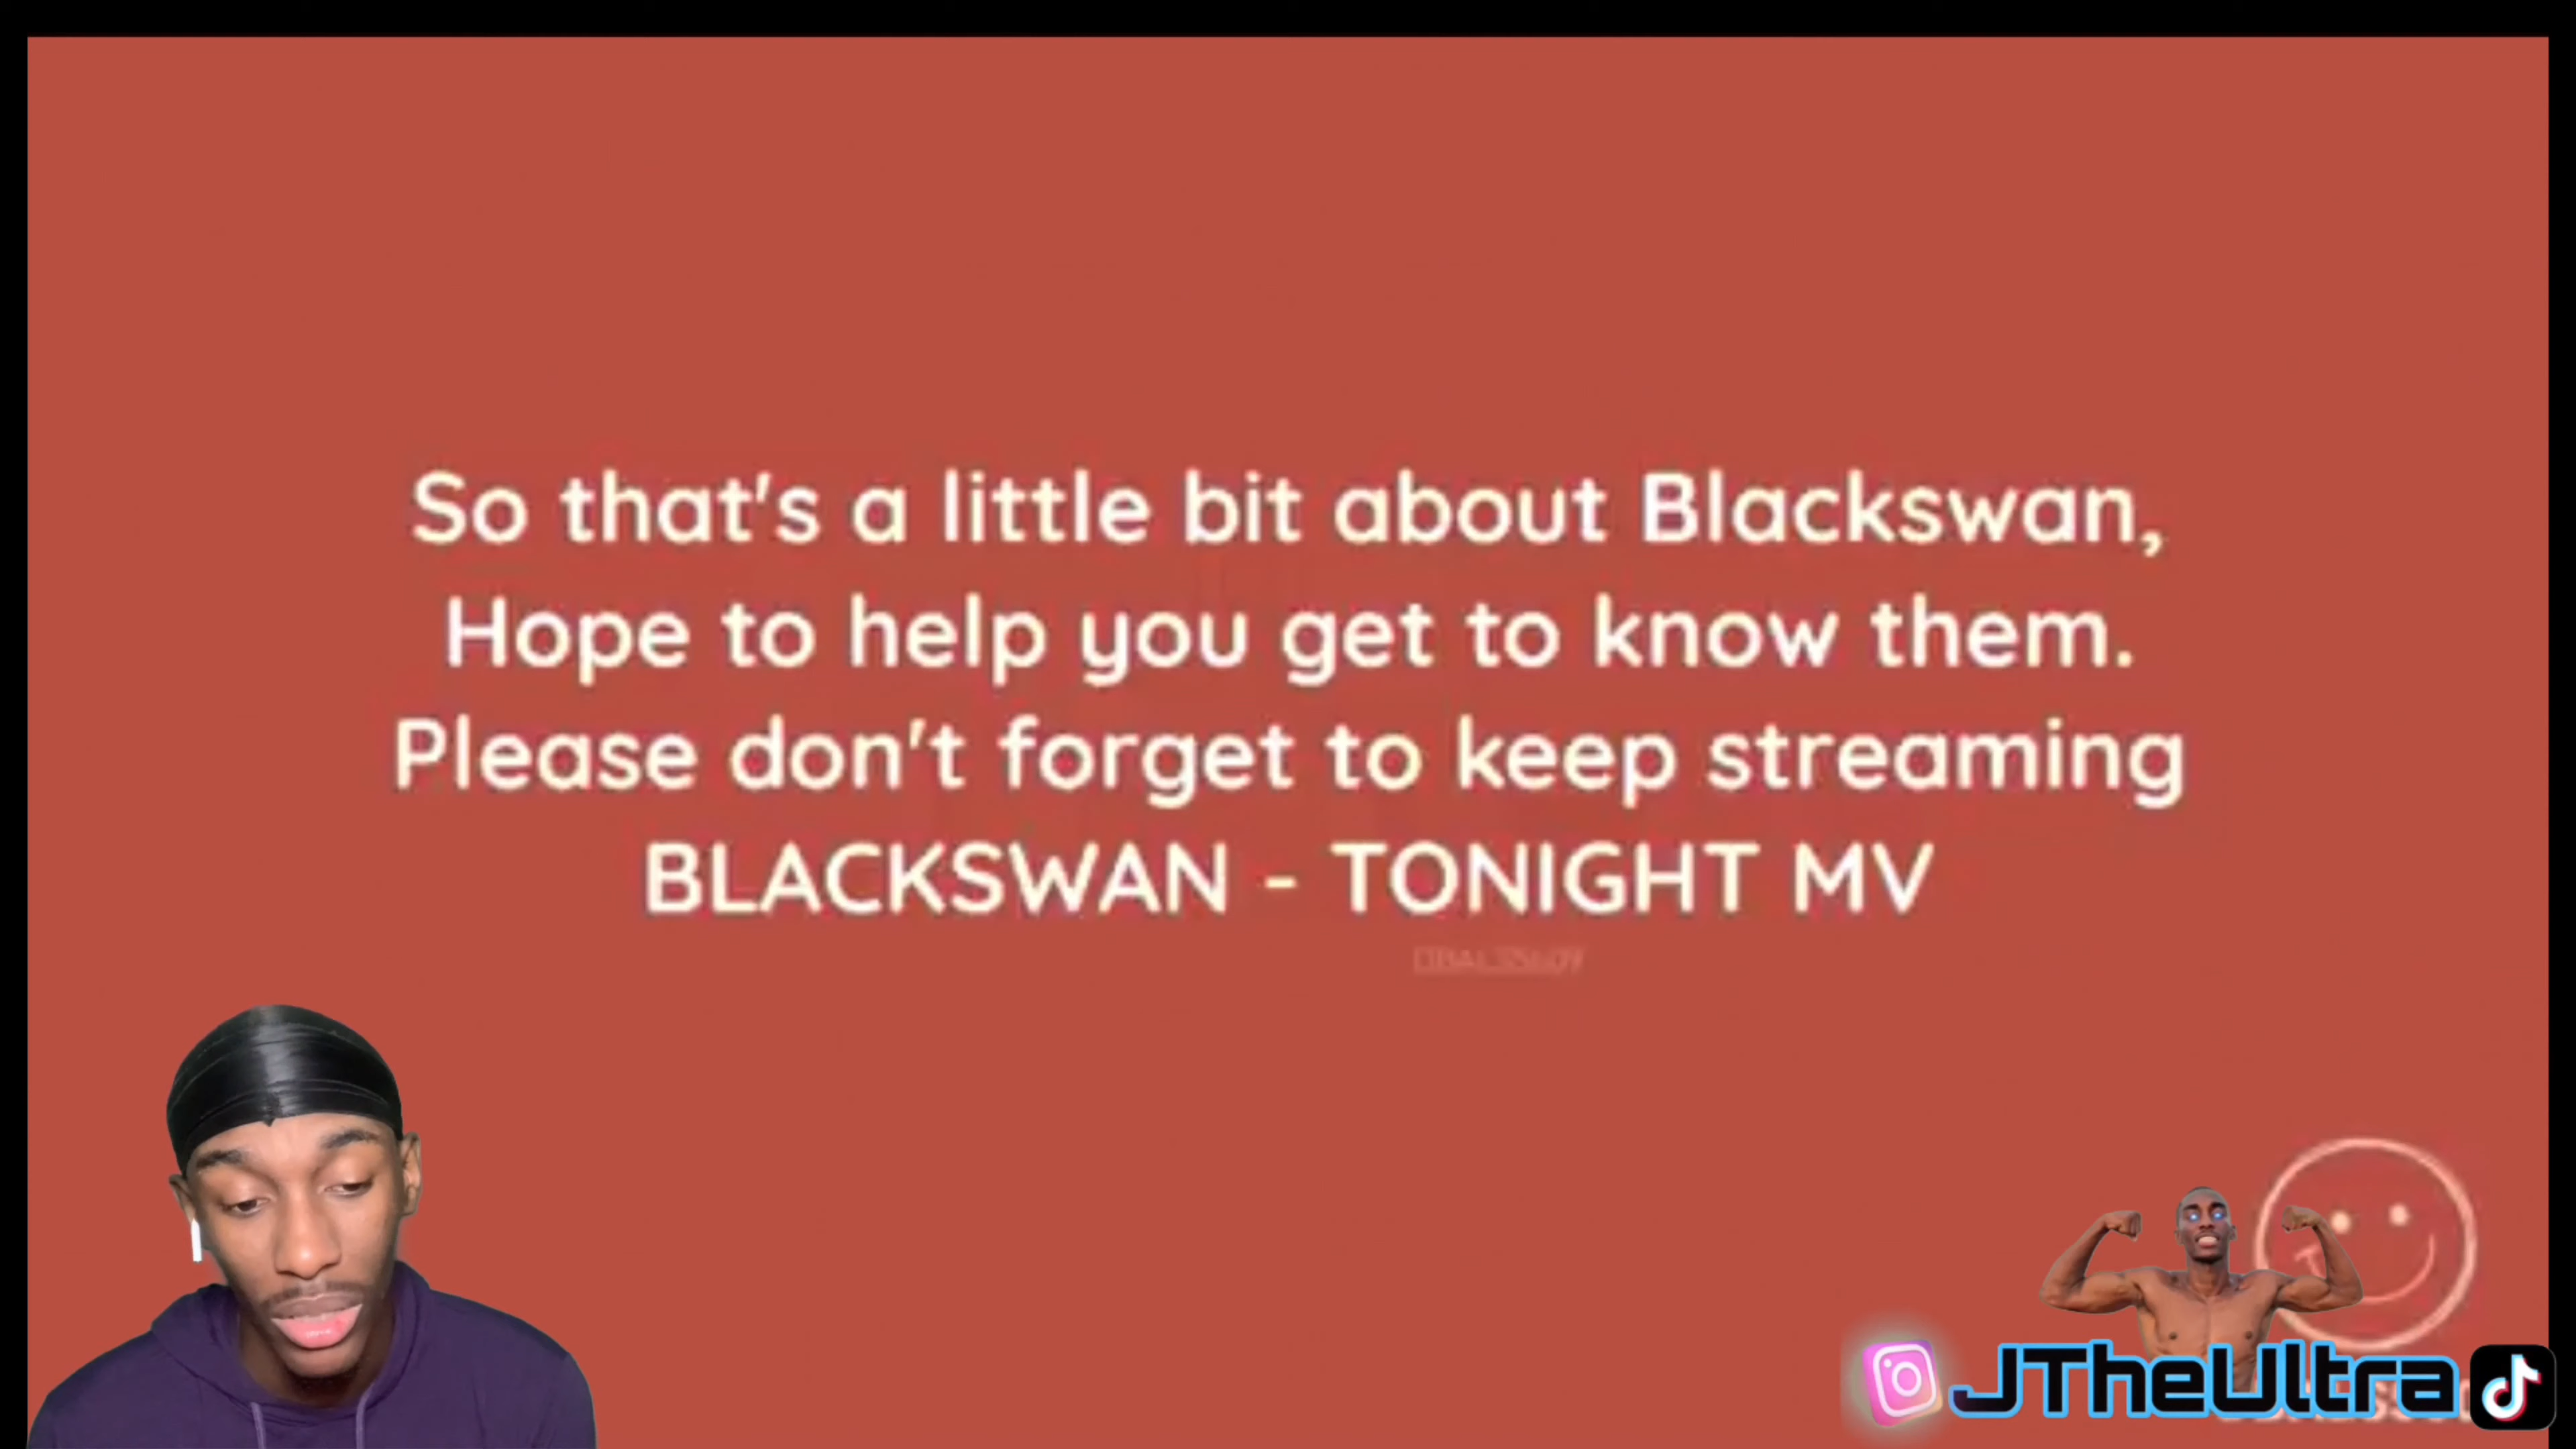 So that's a little bit about Blackswan,
Hope to help you get to know them.
Please don't forget to keep streaming
BLACKSWAN - TONIGHT MV
JTheUltra